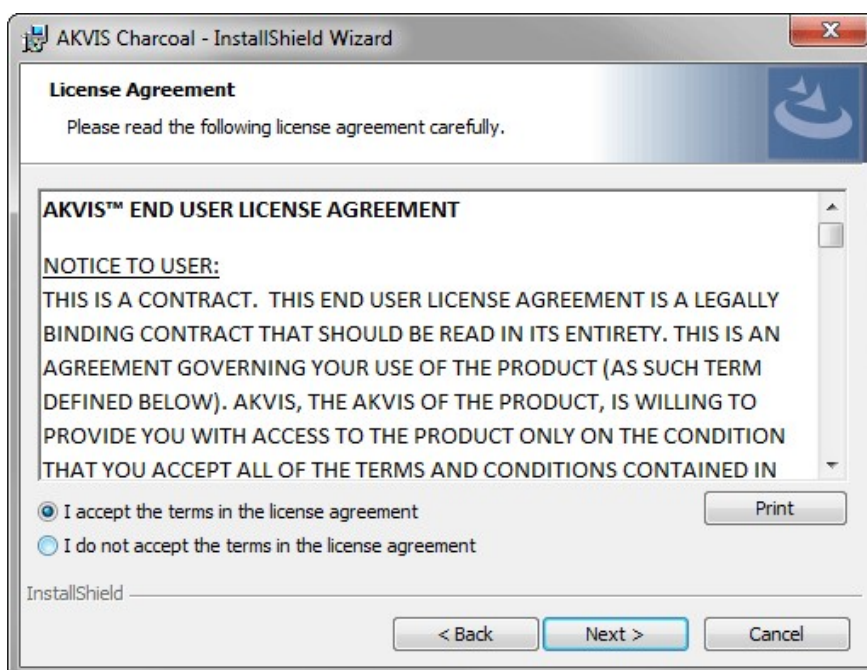 AKVIS Charcoal - InstallShield Wizard
License Agreement
Please read the following license agreement carefully.
AKVIS™ END USER LICENSE AGREEMENT
NOTICE TO USER:
THIS IS A CONTRACT.  THIS END USER LICENSE AGREEMENT IS A LEGALLY
BINDING CONTRACT THAT SHOULD BE READ IN ITS ENTIRETY. THIS IS AN
AGREEMENT GOVERNING YOUR USE OF THE PRODUCT (AS SUCH TERM
DEFINED BELOW). AKVIS, THE AKVIS OF THE PRODUCT, IS WILLING TO
PROVIDE YOU WITH ACCESS TO THE PRODUCT ONLY ON THE CONDITION
THAT YOU ACCEPT ALL OF THE TERMS AND CONDITIONS CONTAINED IN
I accept the terms in the license agreement
Print
I do not accept the terms in the license agreement
InstallShield
< Back
Next >
Cancel